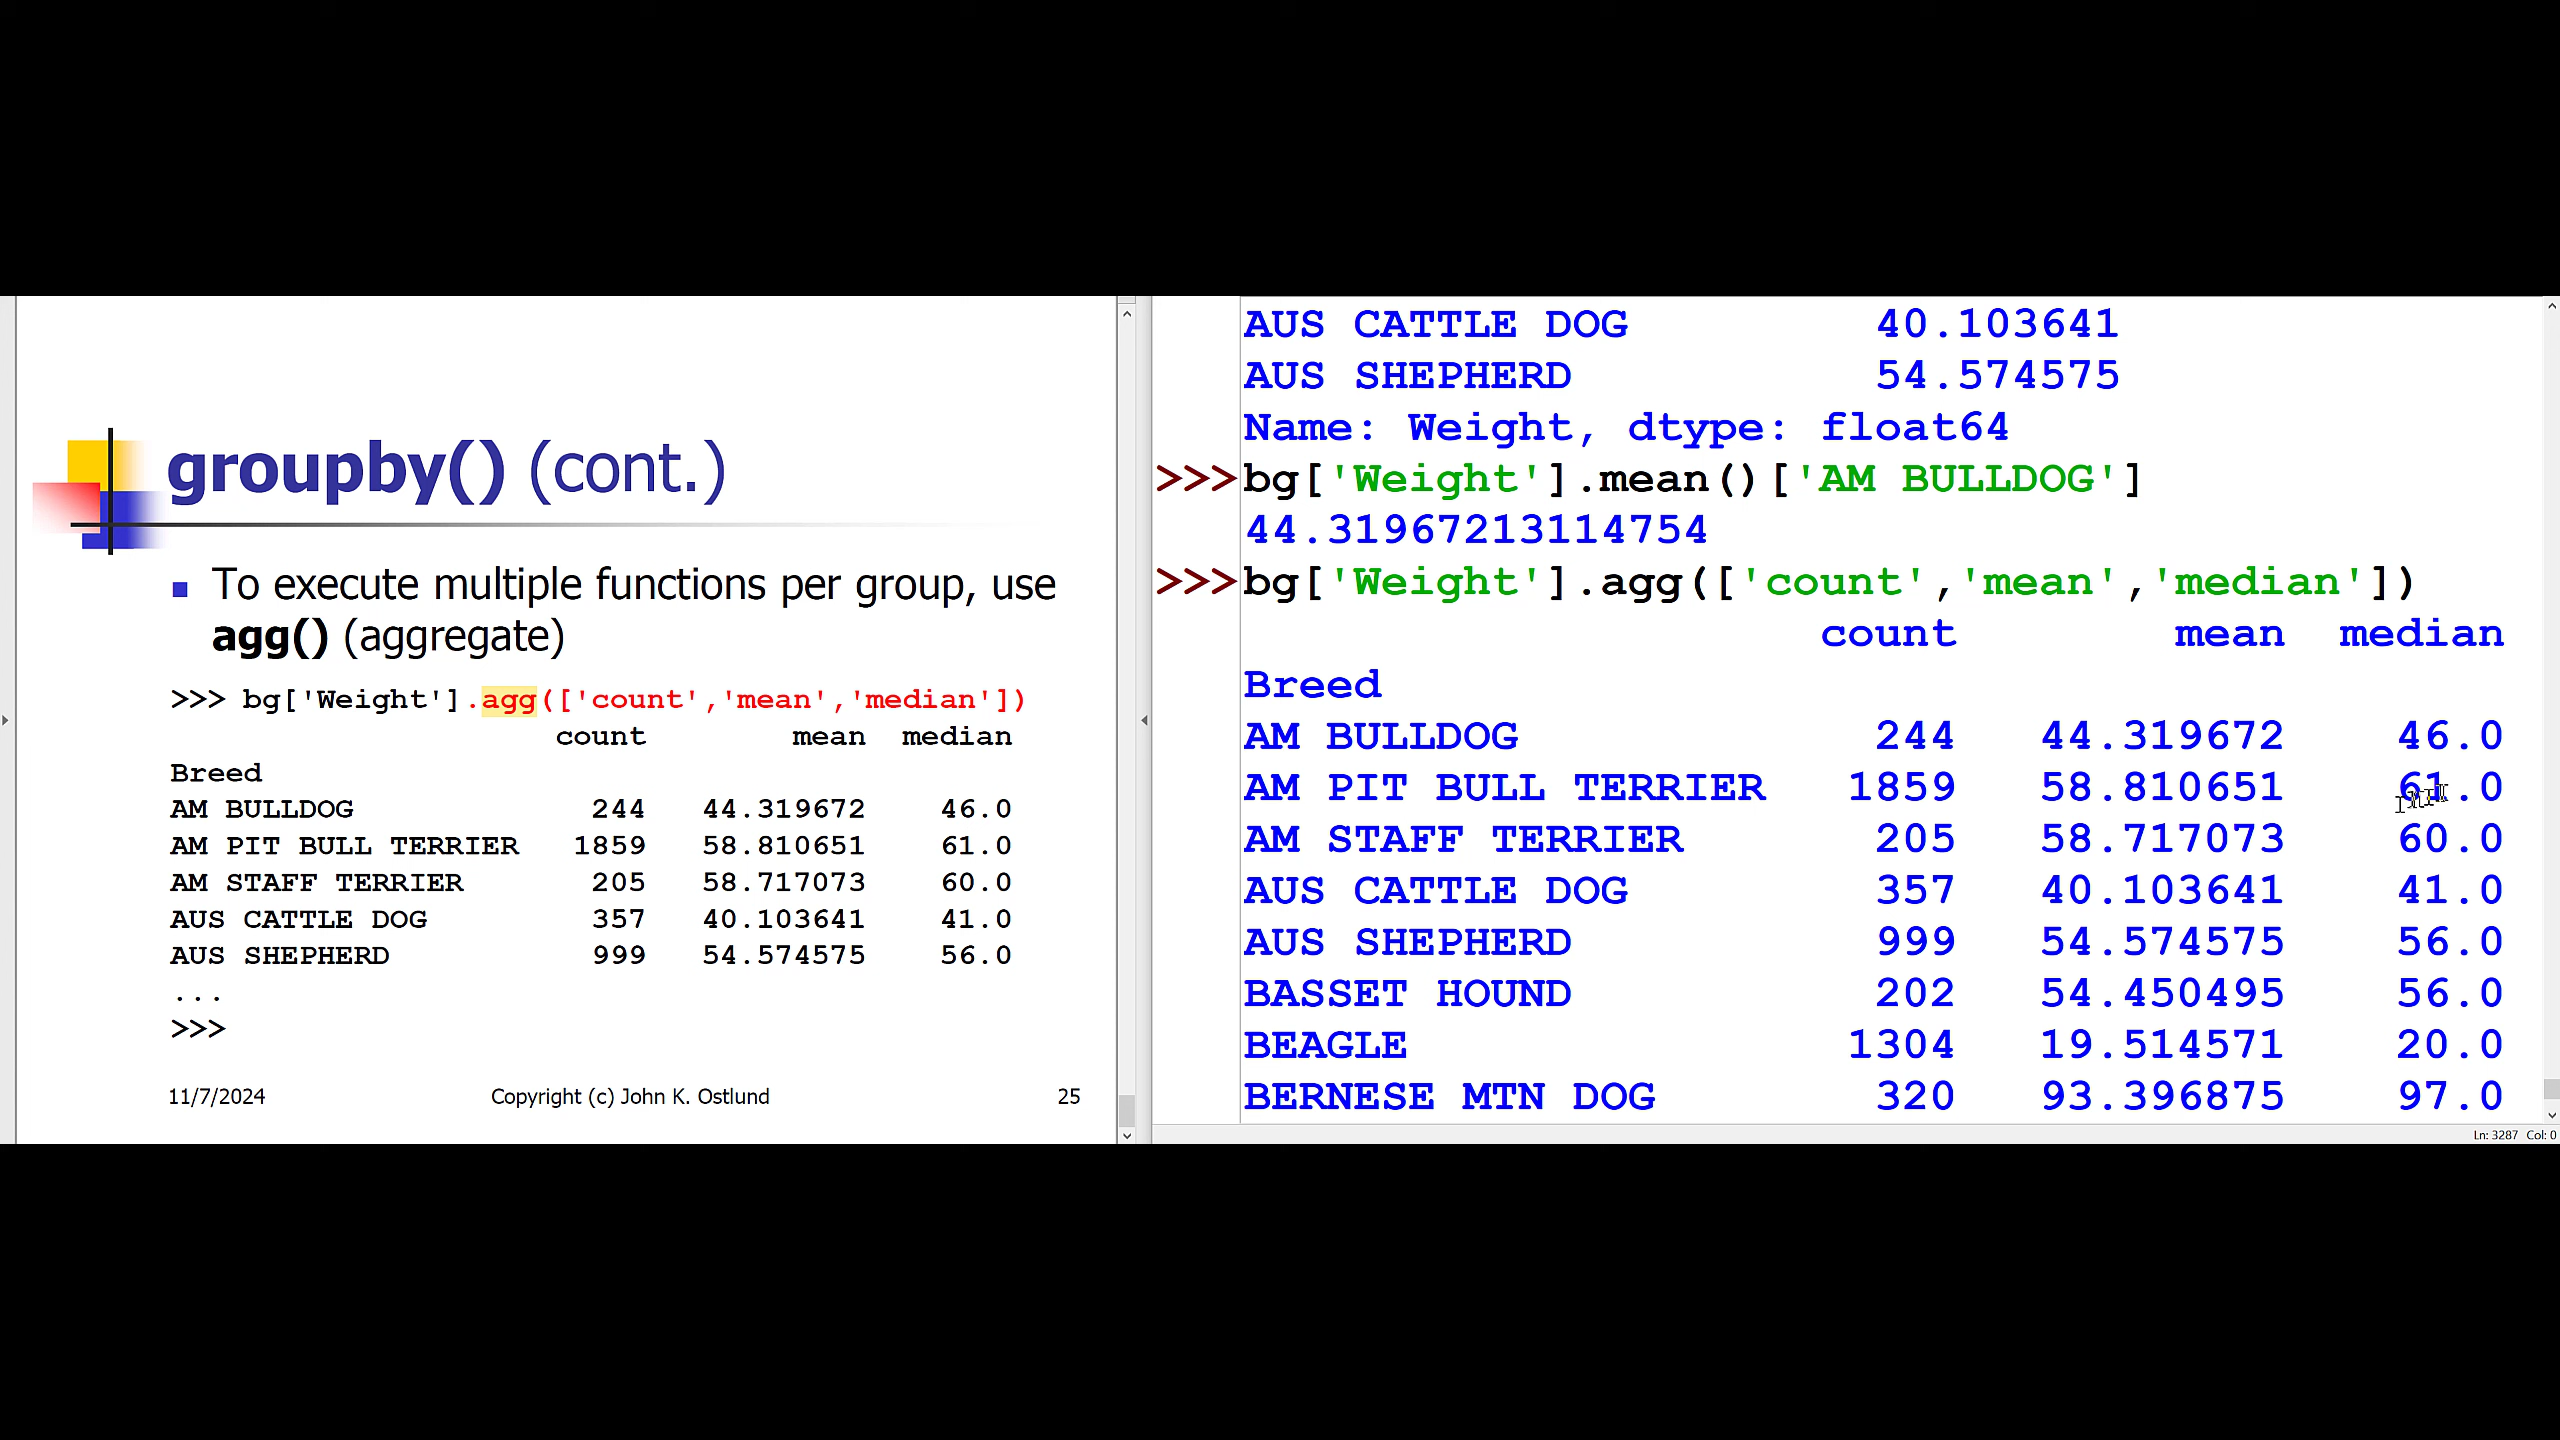 groupby() (cont.)
To execute multiple functions per group, use
agg() (aggregate)
>>> bg['Weight'].agg(['count','mean','median'])
count mean median
Breed
AM BULLDOG 244 44.319672 46.0
AM PIT BULL TERRIER 1859 58.810651 61.0
AM STAFF TERRIER 205 58.717073 60.0
AUS CATTLE DOG 357 40.103641 41.0
AUS SHEPHERD 999 54.574575 56.0
...
>>>
11/7/2024 Copyright (c) John K. Ostlund 25
AUS CATTLE DOG 40.103641
AUS SHEPHERD 54.574575
Name: Weight, dtype: float64
>>> bg['Weight'].mean()['AM BULLDOG']
44.31967213114754
>>> bg['Weight'].agg(['count','mean','median'])
count mean median
Breed
AM BULLDOG 244 44.319672 46.0
AM PIT BULL TERRIER 1859 58.810651 61.0
AM STAFF TERRIER 205 58.717073 60.0
AUS CATTLE DOG 357 40.103641 41.0
AUS SHEPHERD 999 54.574575 56.0
BASSET HOUND 202 54.450495 56.0
BEAGLE 1304 19.514571 20.0
BERNESE MTN DOG 320 93.396875 97.0
Ln: 3287 Col: 0